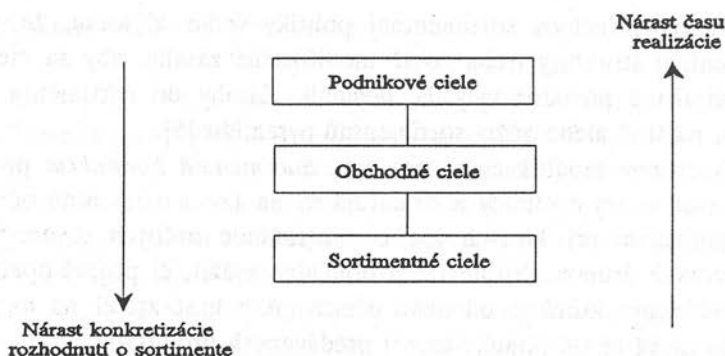 Nárast času
realizácie
Podnikové ciele
Obchodné ciele
Sortimentné ciele
Nárast konkretizácie
rozhodnutí o sortimente